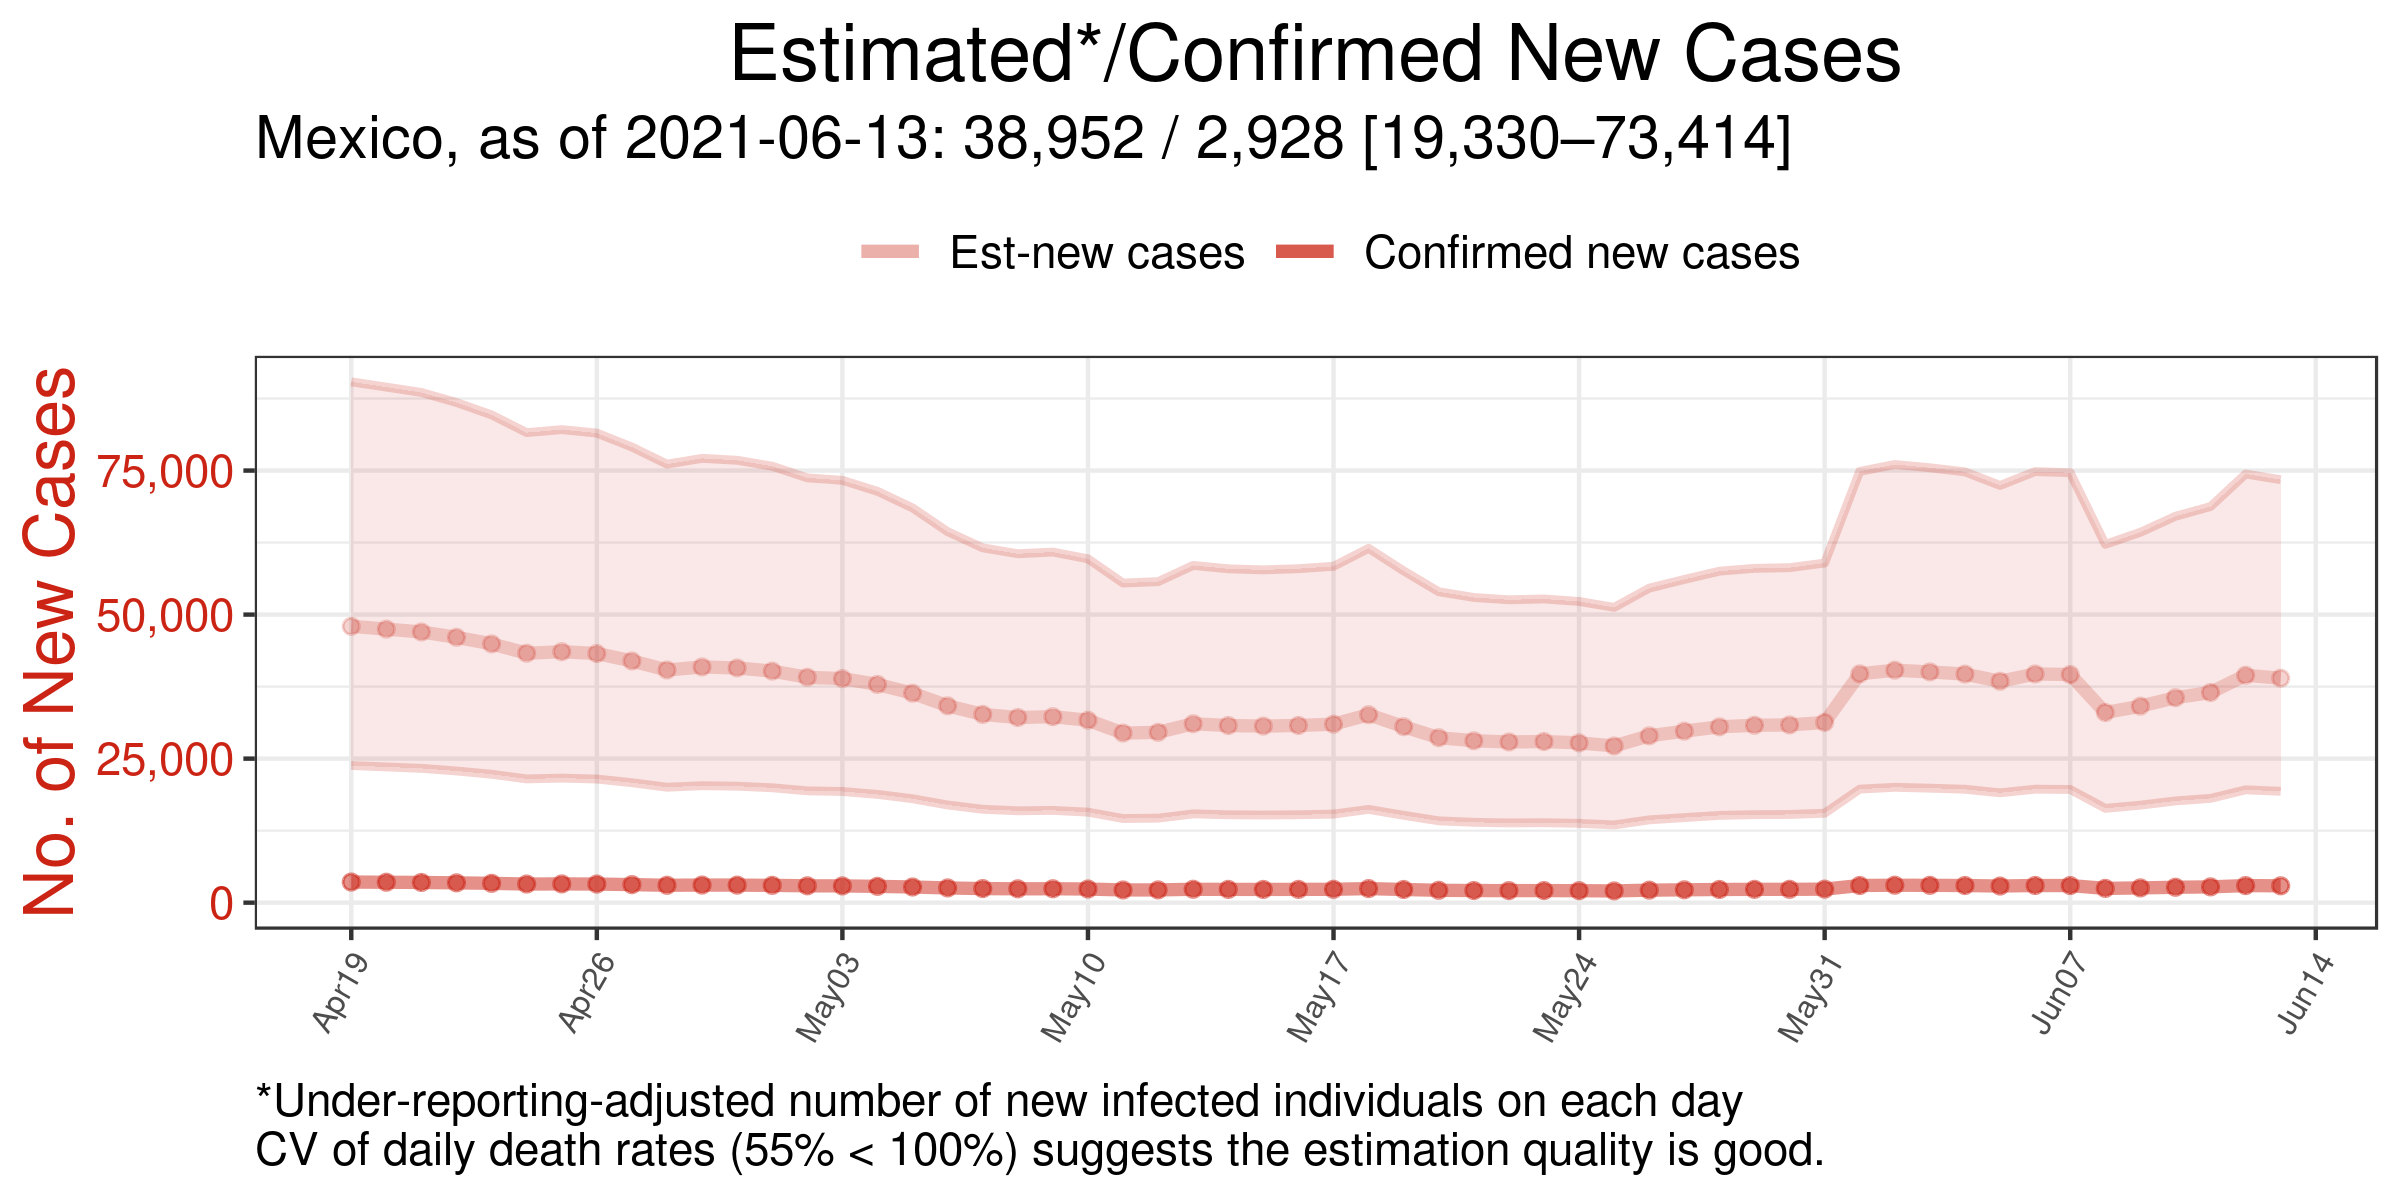 Estimated*/Confirmed New Cases
Mexico, as of 2021-06-13: 38,952 / 2,928 [19,330–73,414]
Est-new cases
Confirmed new cases
No. of New Cases
75,000
50,000
25,000
0
Apr19
Apr26
May03
May10
May17
May24
May31
Jun07
Jun14
*Under-reporting-adjusted number of new infected individuals on each day
CV of daily death rates (55% < 100%) suggests the estimation quality is good.